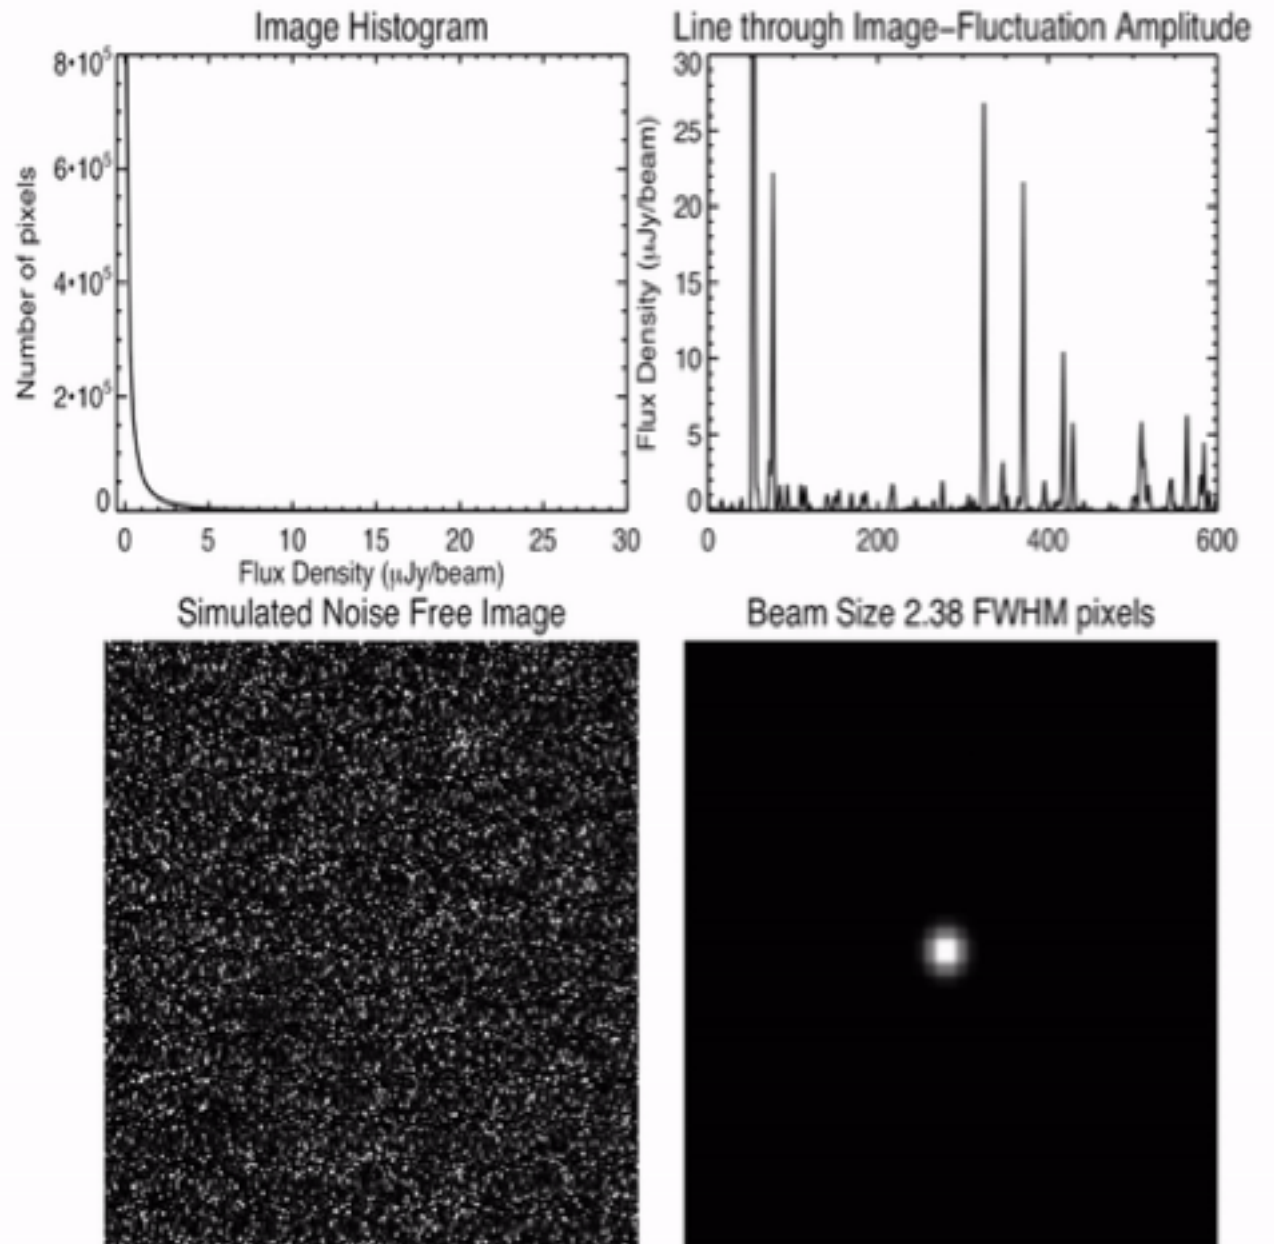 Image Histogram
8•10⁵
6•10⁵
4•10⁵
2•10⁵
0
Number of pixels
0 5 10 15 20 25 30
Flux Density (μJy/beam)
Line through Image–Fluctuation Amplitude
30
25
20
15
10
5
0
Flux Density (μJy/beam)
0 200 400 600
Simulated Noise Free Image
Beam Size 2.38 FWHM pixels